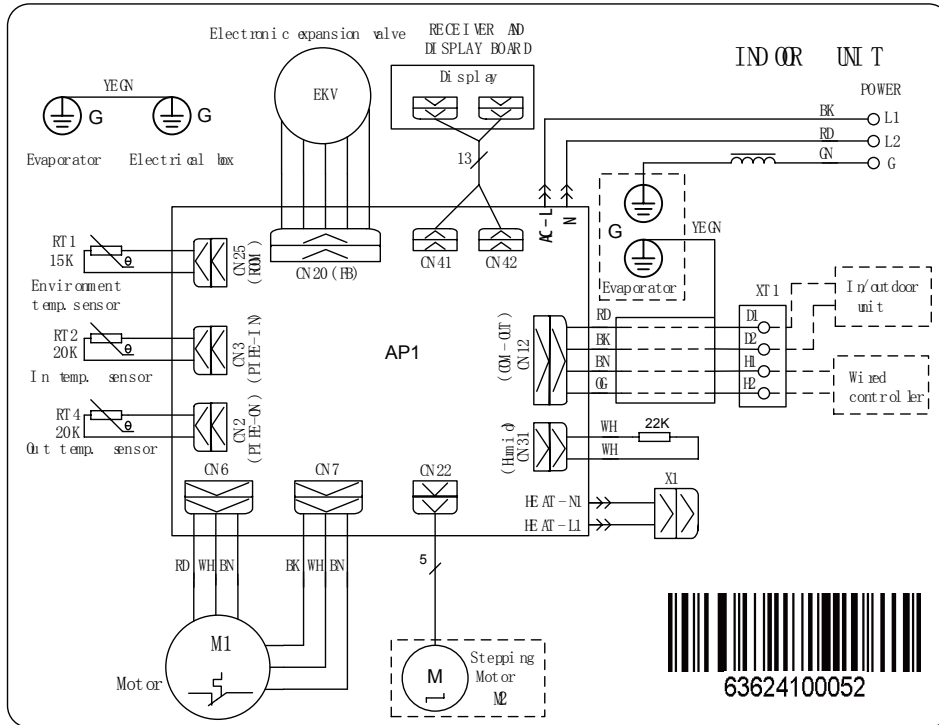 Electronic expansion valve
RECEIVER AND
DISPLAY BOARD
Display
EKV
13
INDOOR UNIT
POWER
BK
L1
RD
L2
GN
G
YEGN
G
G
Evaporator
Electrical box
AC-L
N
G
YEGN
Evaporator
RT1
15K
Environment
temp. sensor
θ
CN25
(ROOM)
CN20(FB)
CN41
CN42
RT2
20K
In temp. sensor
θ
CN3
(PIPE-IN)
RT4
20K
Out temp. sensor
θ
CN2
(PIPE-ON)
AP1
(COM-OUT)
CN12
RD
BK
BN
OG
XT1
D1
D2
H1
H2
In/outdoor
unit
Wired
controller
(Humid)
CN31
WH
22K
WH
HEAT-N1
HEAT-L1
X1
CN6
CN7
CN22
RD
WH
BN
BK
WH
BN
5
M1
Motor
M
Stepping
Motor
M2
63624100052